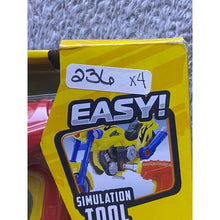 236 x4
EASY!
SIMULATION
TOOL